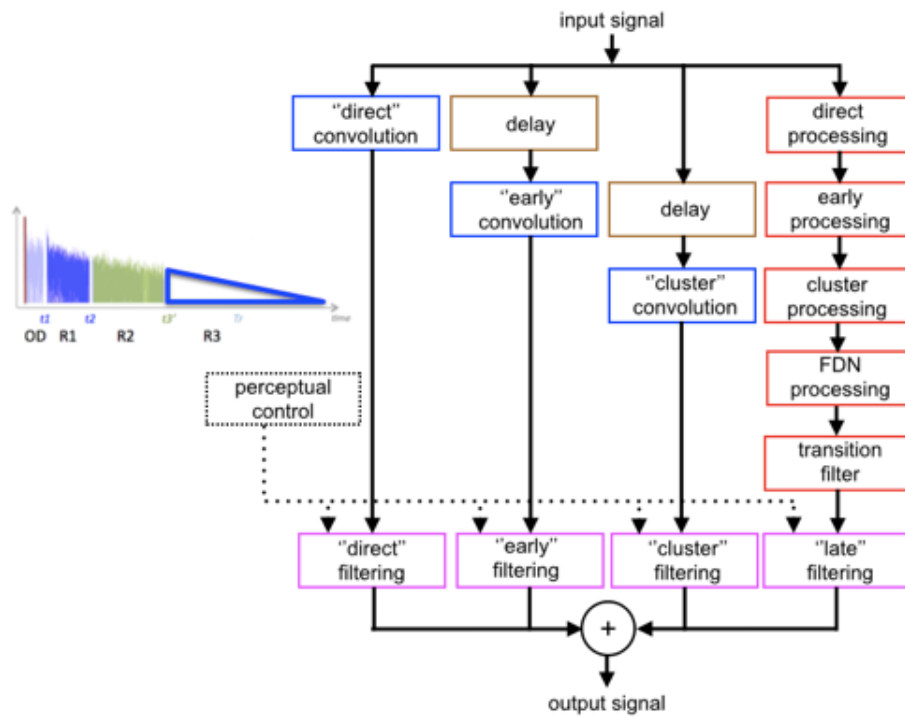 input signal
‘‘direct’’
convolution
delay
direct
processing
‘‘early’’
convolution
delay
early
processing
‘‘cluster’’
convolution
cluster
processing
t1
t2
t3'
Tr
time
OD
R1
R2
R3
FDN
processing
perceptual
control
transition
filter
‘‘direct’’
filtering
‘‘early’’
filtering
‘‘cluster’’
filtering
‘‘late’’
filtering
+
output signal